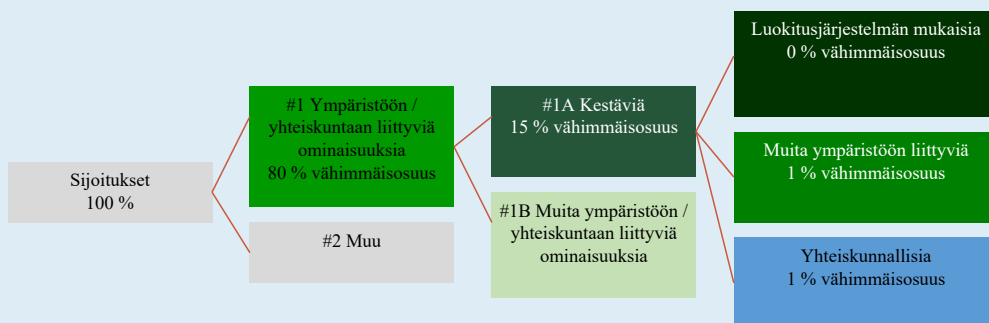 Sijoitukset
100 %
#1 Ympäristöön /
yhteiskuntaan liittyviä
ominaisuuksia
80 % vähimmäisosuus
#2 Muu
#1A Kestäviä
15 % vähimmäisosuus
#1B Muita ympäristöön /
yhteiskuntaan liittyviä
ominaisuuksia
Luokitusjärjestelmän mukaisia
0 % vähimmäisosuus
Muita ympäristöön liittyviä
1 % vähimmäisosuus
Yhteiskunnallisia
1 % vähimmäisosuus